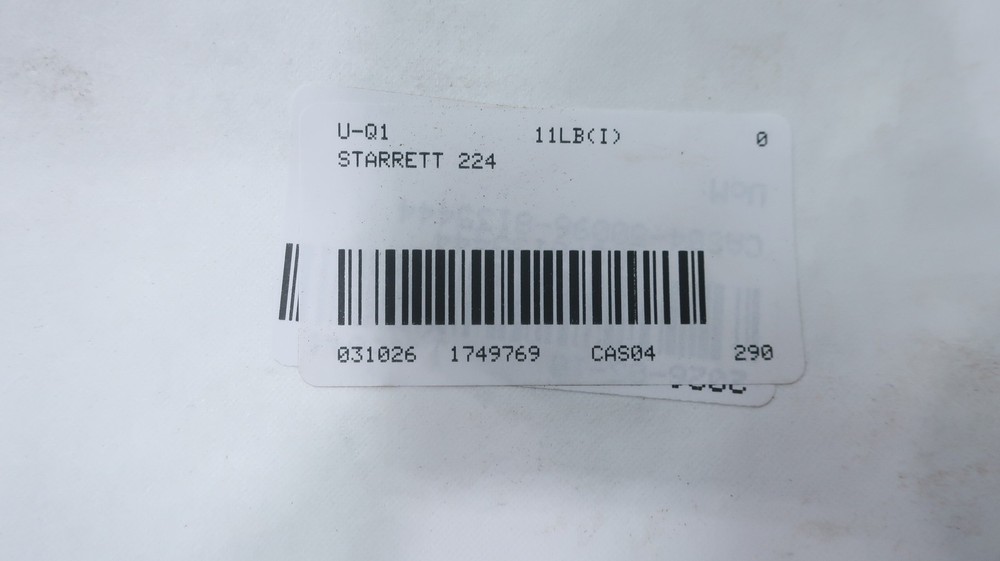 U-Q1 11LB(I) 0
STARRETT 224
031026 1749769 CAS04 290